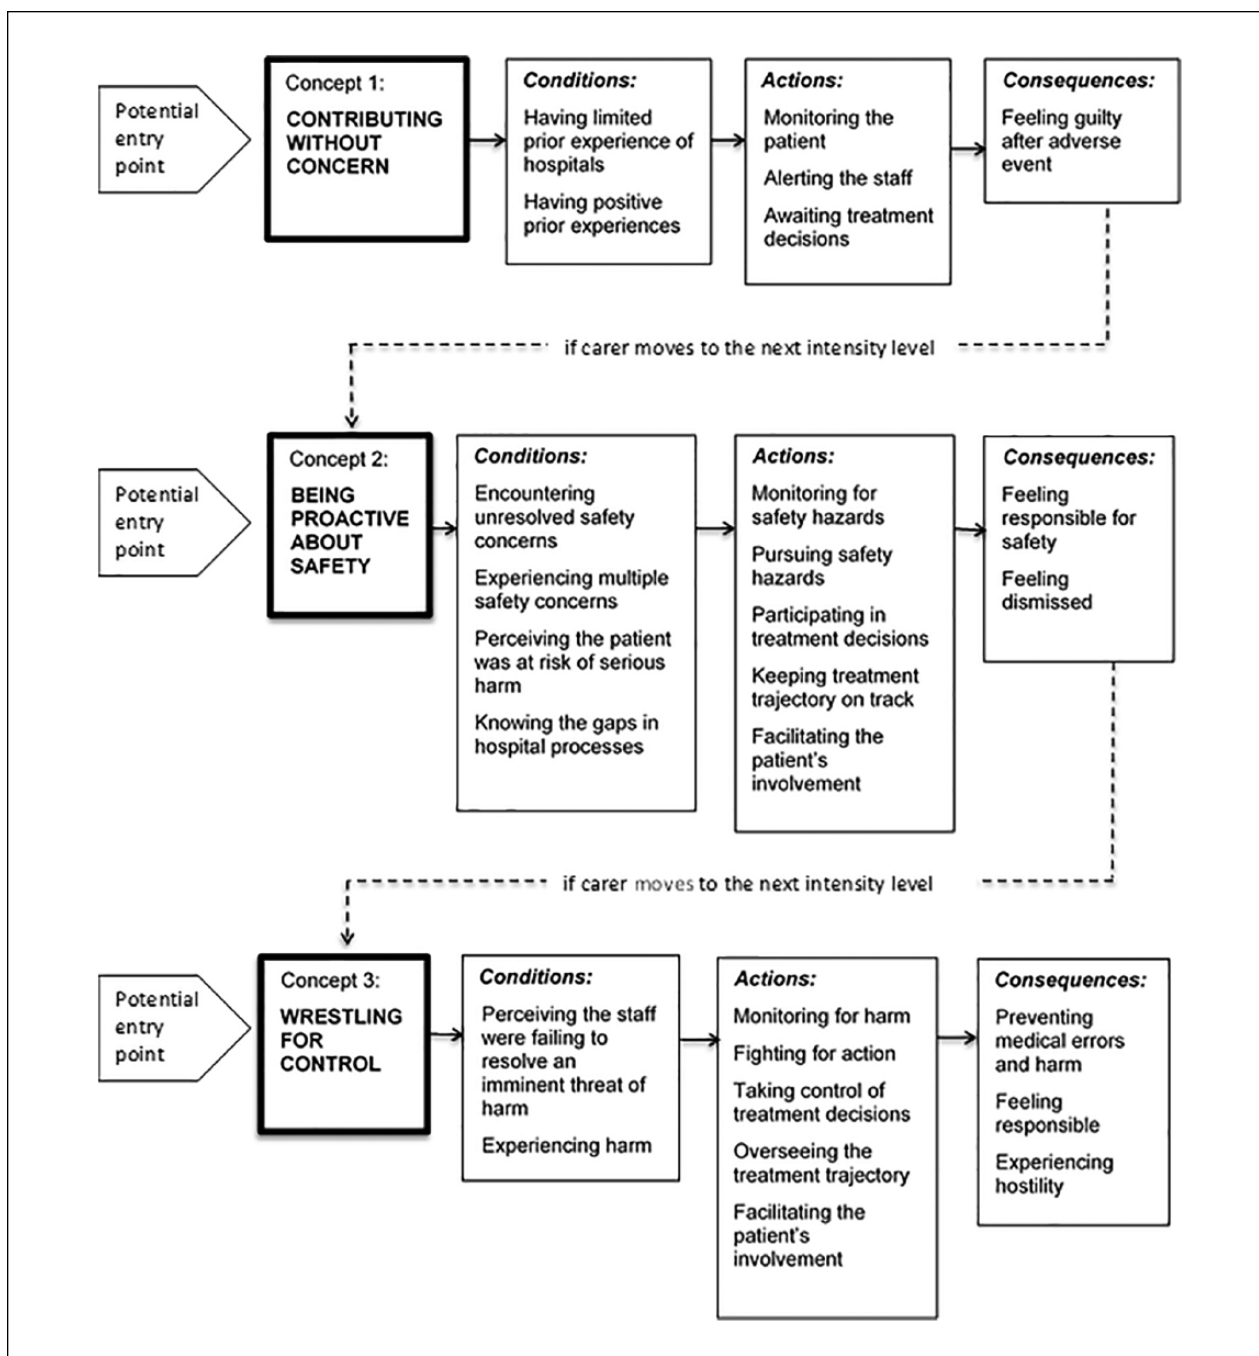 Potential
entry
point
Concept 1:
CONTRIBUTING
WITHOUT
CONCERN
Conditions:
Having limited
prior experience of
hospitals
Having positive
prior experiences
Actions:
Monitoring the
patient
Alerting the staff
Awaiting treatment
decisions
Consequences:
Feeling guilty
after adverse
event
if carer moves to the next intensity level
Potential
entry
point
Concept 2:
BEING
PROACTIVE
ABOUT
SAFETY
Conditions:
Encountering
unresolved safety
concerns
Experiencing multiple
safety concerns
Perceiving the patient
was at risk of serious
harm
Knowing the gaps in
hospital processes
Actions:
Monitoring for
safety hazards
Pursuing safety
hazards
Participating in
treatment decisions
Keeping treatment
trajectory on track
Facilitating the
patient's
involvement
Consequences:
Feeling
responsible for
safety
Feeling
dismissed
if carer moves to the next intensity level
Potential
entry
point
Concept 3:
WRESTLING
FOR
CONTROL
Conditions:
Perceiving the staff
were failing to
resolve an
imminent threat of
harm
Experiencing harm
Actions:
Monitoring for harm
Fighting for action
Taking control of
treatment decisions
Overseeing the
treatment trajectory
Facilitating the
patient's
involvement
Consequences:
Preventing
medical errors
and harm
Feeling
responsible
Experiencing
hostility